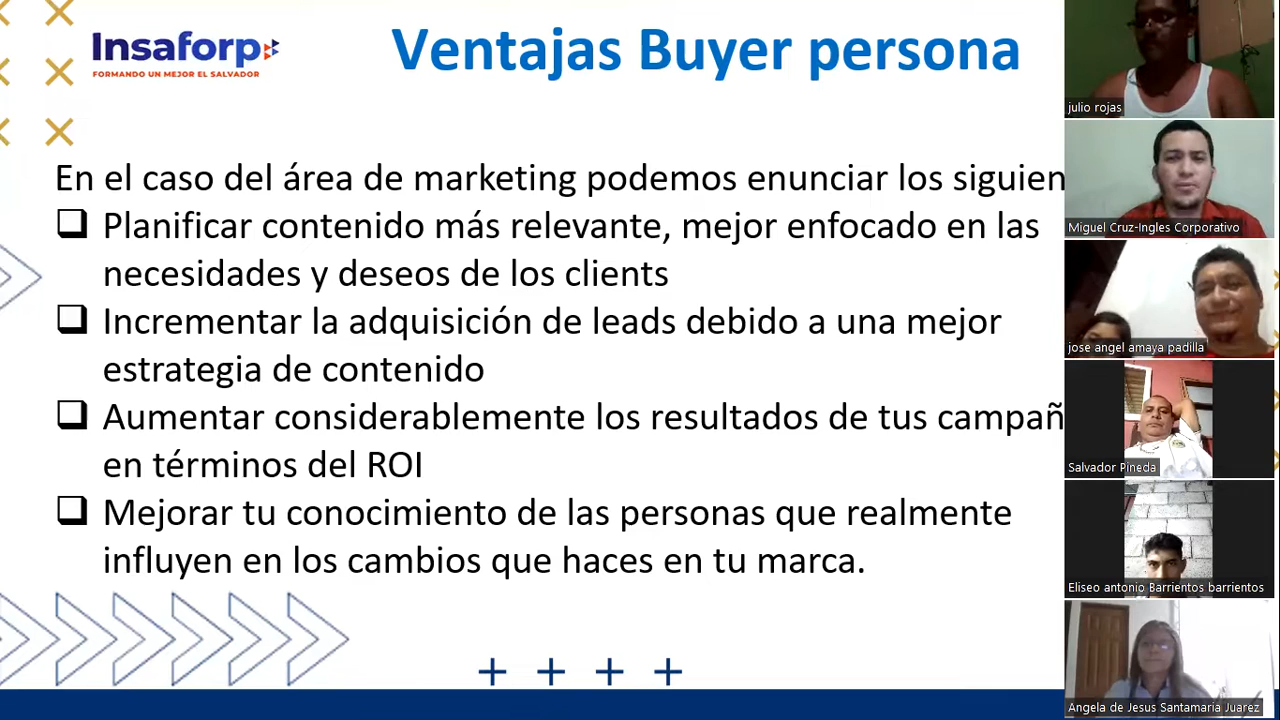 Insaforp
FORMANDO UN MEJOR EL SALVADOR
Ventajas Buyer persona
En el caso del área de marketing podemos enunciar los siguien
Planificar contenido más relevante, mejor enfocado en las
necesidades y deseos de los clients
Incrementar la adquisición de leads debido a una mejor
estrategia de contenido
Aumentar considerablemente los resultados de tus campañ
en términos del ROI
Mejorar tu conocimiento de las personas que realmente
influyen en los cambios que haces en tu marca.
julio rojas
Miguel Cruz-Ingles Corporativo
jose angel amaya padilla
Salvador Pineda
Eliseo antonio Barrientos barrientos
Angela de Jesus Santamaria Juarez